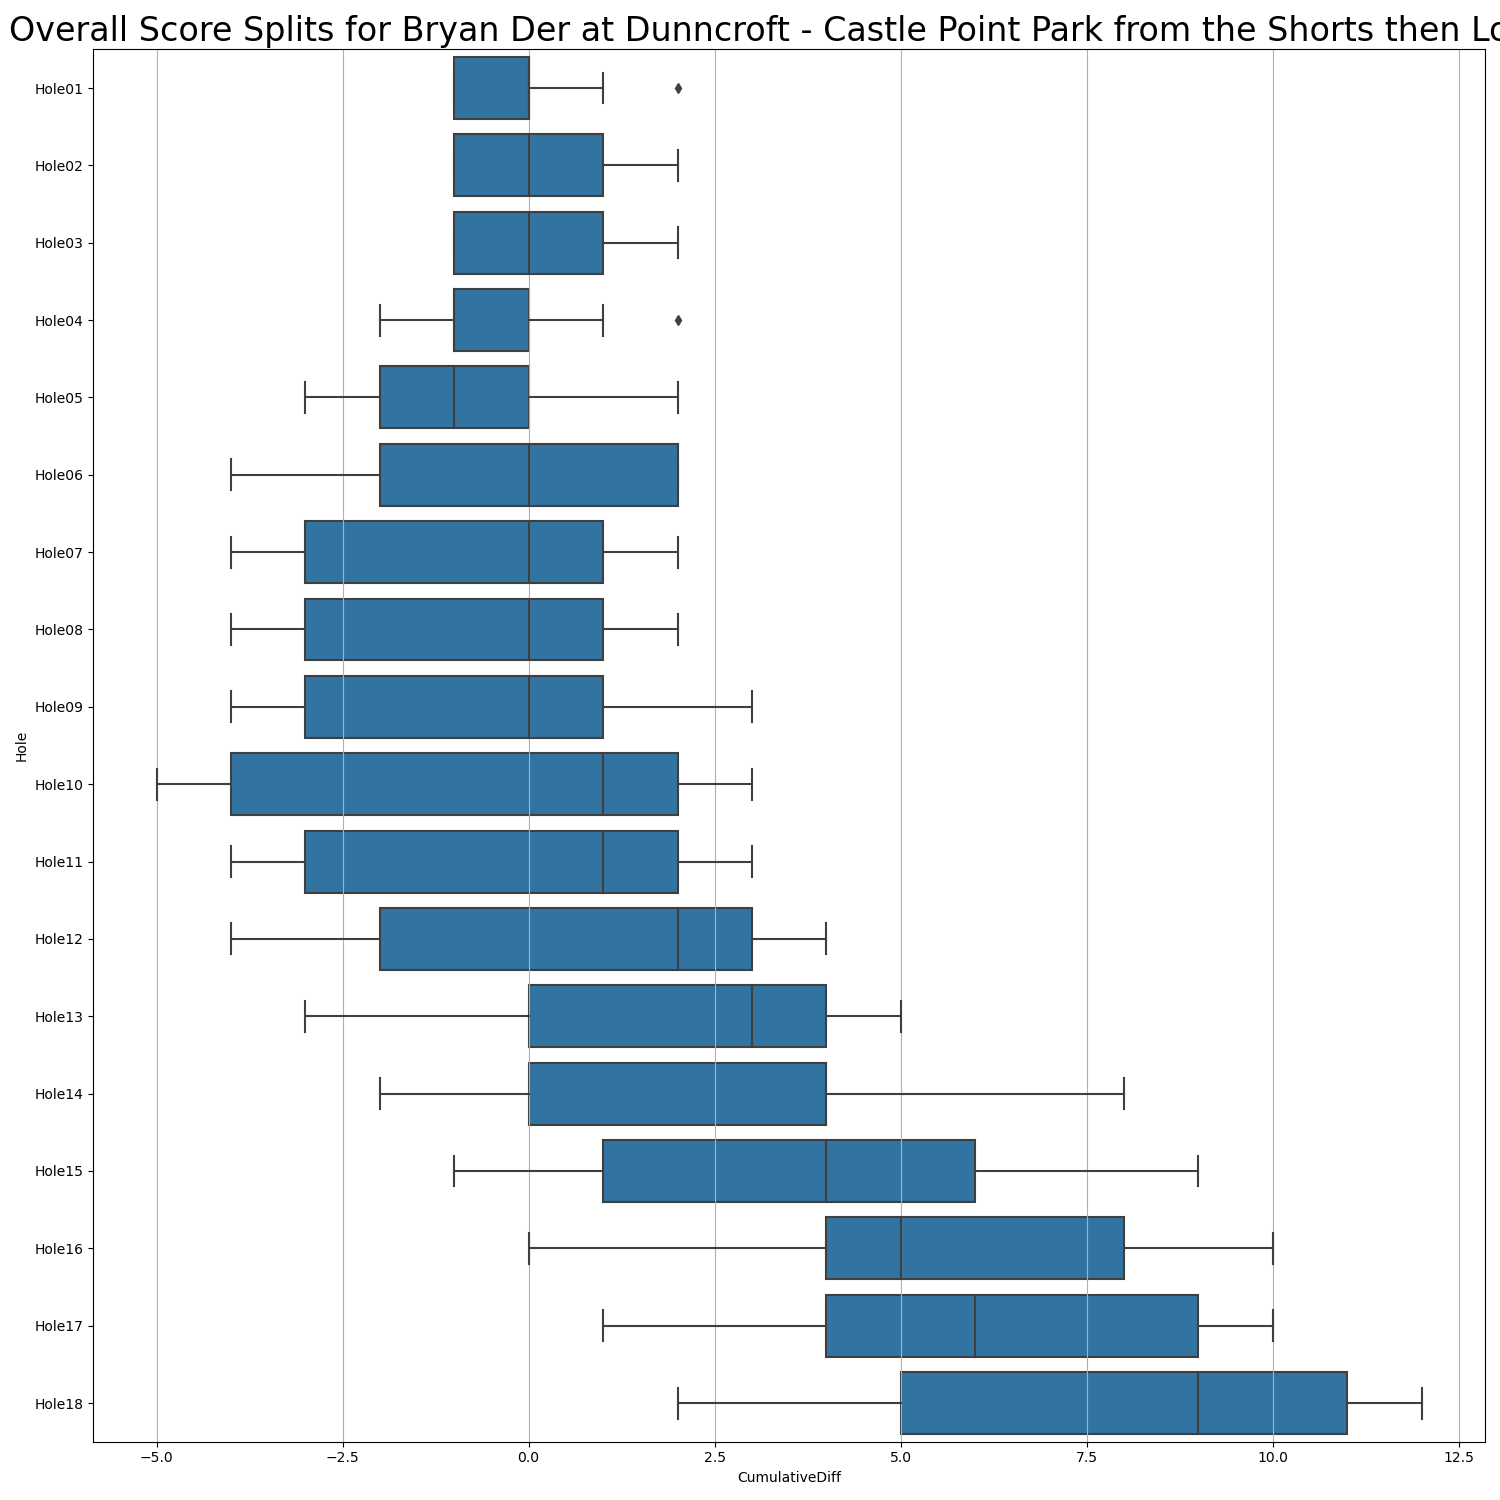 Overall Score Splits for Bryan Der at Dunncroft - Castle Point Park from the Shorts then Lo
Hole01
Hole02
Hole03
Hole04
Hole05
Hole06
Hole07
Hole08
Hole09
Hole10
Hole11
Hole12
Hole13
Hole14
Hole15
Hole16
Hole17
Hole18
Hole
−5.0 −2.5 0.0 2.5 5.0 7.5 10.0 12.5
CumulativeDiff